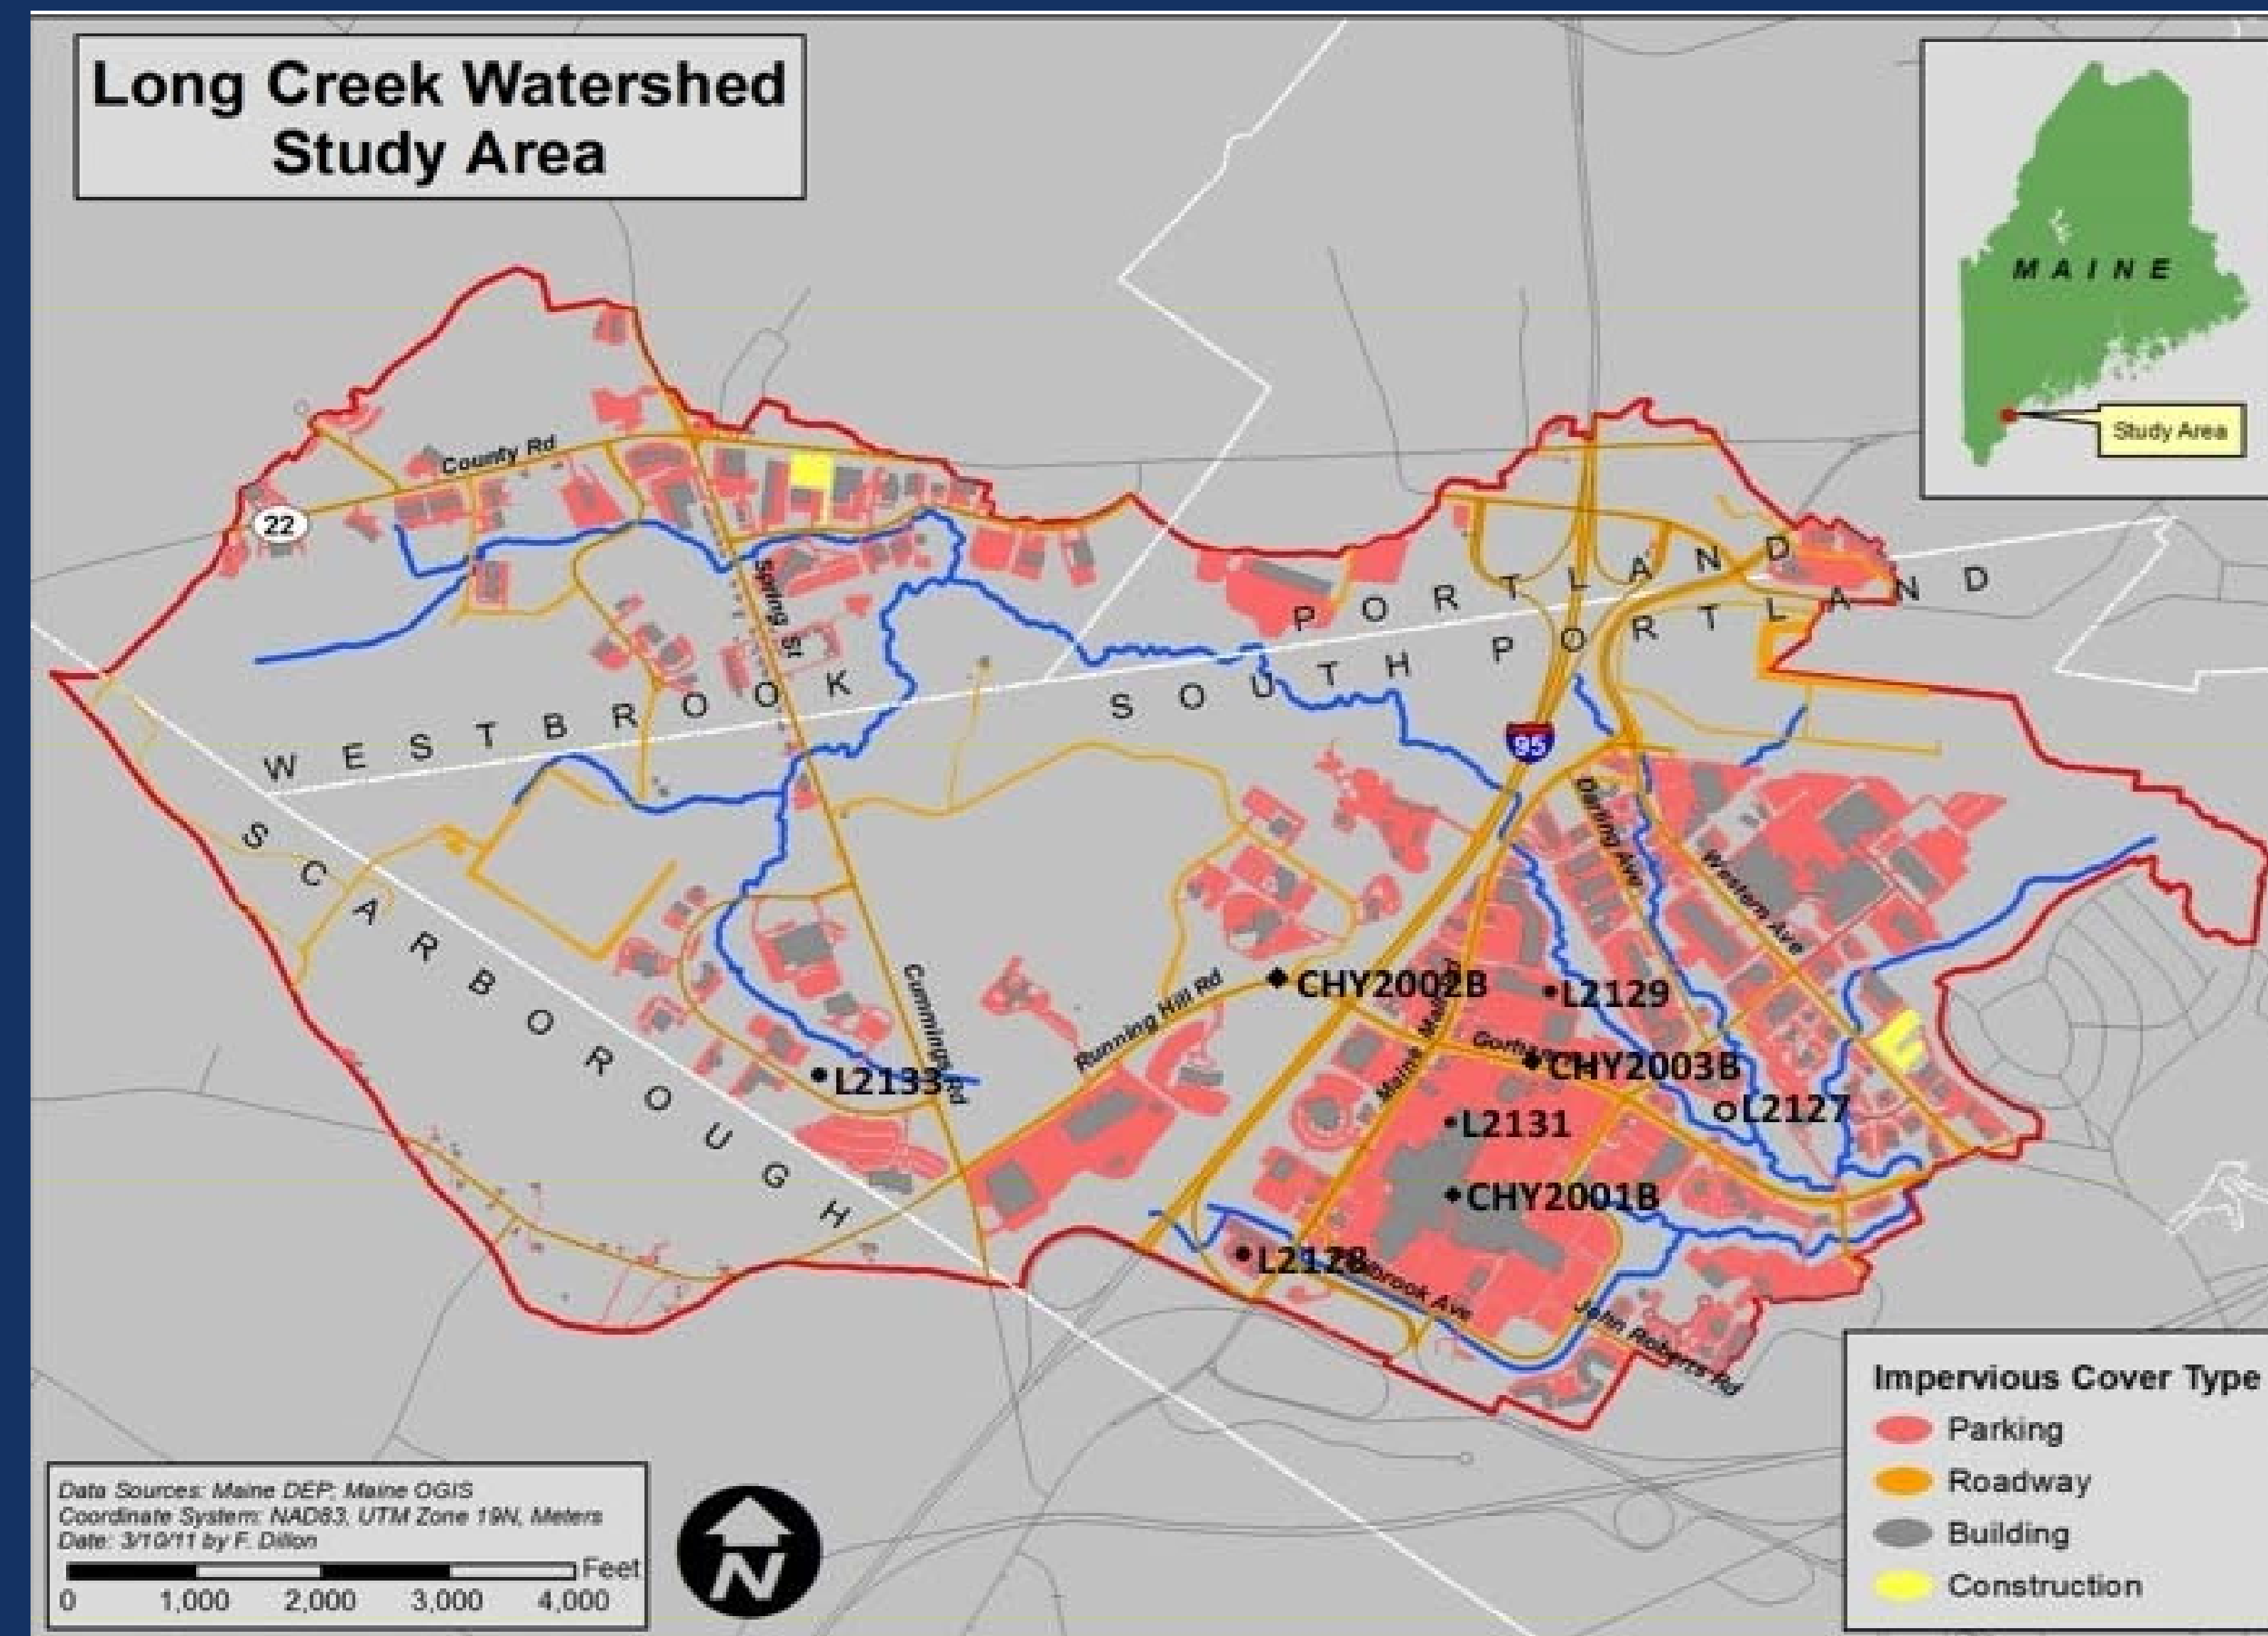 Long Creek Watershed
Study Area
MAINE
Study Area
County Rd
22
Spring St
PORTLAND
SOUTH PORTLAND
WESTBROOK
95
SCARBOROUGH
Darling Ave
Western Ave
Cummings Rd
Running Hill Rd
CHY2002B
L2129
Maine Mall
CHY2003B
L2133
L2127
L2131
CHY2001B
L2128
John Roberts Rd
Impervious Cover Type
Parking
Roadway
Building
Construction
Data Sources: Maine DEP; Maine OGIS
Coordinate System: NAD83, UTM Zone 19N, Meters
Date: 3/10/11 by F. Dillon
Feet
0 1,000 2,000 3,000 4,000
N